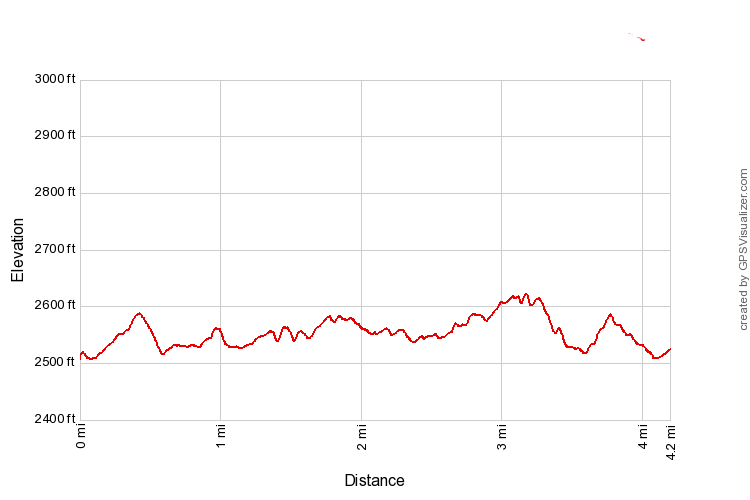 3000 ft
2900 ft
2800 ft
2700 ft
2600 ft
2500 ft
2400 ft
Elevation
0 mi
1 mi
2 mi
3 mi
4 mi
4.2 mi
Distance
created by GPSVisualizer.com